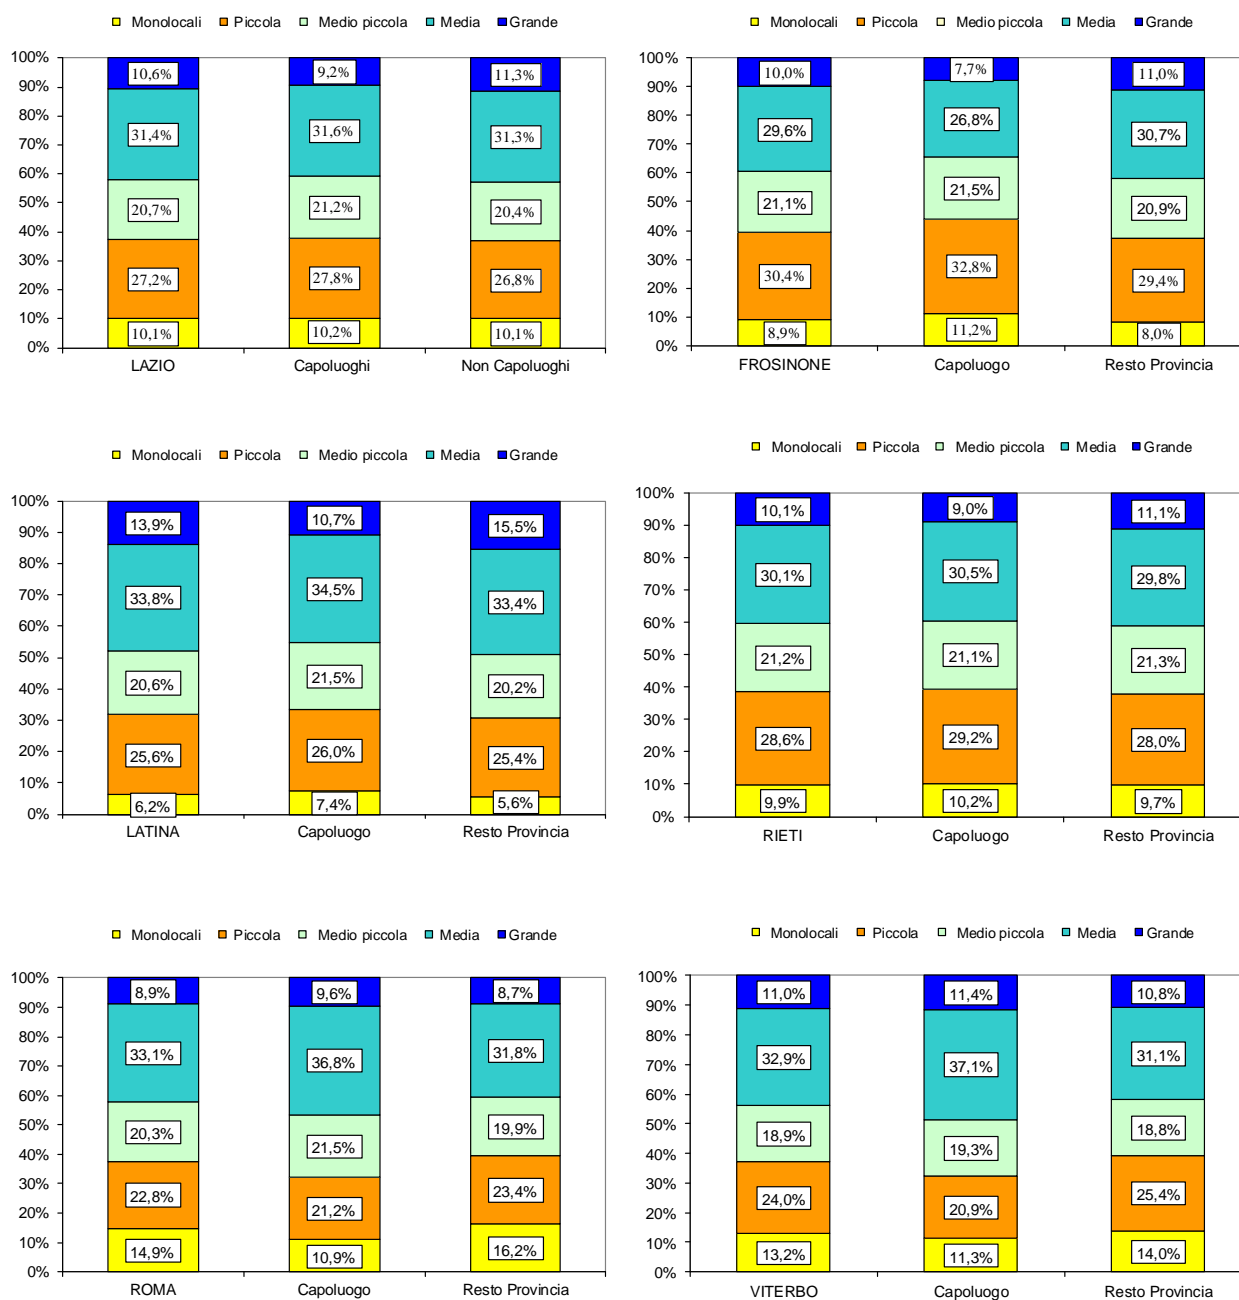 Monolocali Piccola Medio piccola Media Grande
100%
90%
80%
70%
60%
50%
40%
30%
20%
10%
0%
10,6% 9,2% 11,3%
31,4% 31,6% 31,3%
20,7% 21,2% 20,4%
27,2% 27,8% 26,8%
10,1% 10,2% 10,1%
LAZIO Capoluoghi Non Capoluoghi
Monolocali Piccola Medio piccola Media Grande
100%
90%
80%
70%
60%
50%
40%
30%
20%
10%
0%
10,0% 7,7% 11,0%
29,6% 26,8% 30,7%
21,1% 21,5% 20,9%
30,4% 32,8% 29,4%
8,9% 11,2% 8,0%
FROSINONE Capoluogo Resto Provincia
Monolocali Piccola Medio piccola Media Grande
100%
90%
80%
70%
60%
50%
40%
30%
20%
10%
0%
13,9% 10,7% 15,5%
33,8% 34,5% 33,4%
20,6% 21,5% 20,2%
25,6% 26,0% 25,4%
6,2% 7,4% 5,6%
LATINA Capoluogo Resto Provincia
Monolocali Piccola Medio piccola Media Grande
100%
90%
80%
70%
60%
50%
40%
30%
20%
10%
0%
10,1% 9,0% 11,1%
30,1% 30,5% 29,8%
21,2% 21,1% 21,3%
28,6% 29,2% 28,0%
9,9% 10,2% 9,7%
RIETI Capoluogo Resto Provincia
Monolocali Piccola Medio piccola Media Grande
100%
90%
80%
70%
60%
50%
40%
30%
20%
10%
0%
8,9% 9,6% 8,7%
33,1% 36,8% 31,8%
20,3% 21,5% 19,9%
22,8% 21,2% 23,4%
14,9% 10,9% 16,2%
ROMA Capoluogo Resto Provincia
Monolocali Piccola Medio piccola Media Grande
100%
90%
80%
70%
60%
50%
40%
30%
20%
10%
0%
11,0% 11,4% 10,8%
32,9% 37,1% 31,1%
18,9% 19,3% 18,8%
24,0% 20,9% 25,4%
13,2% 11,3% 14,0%
VITERBO Capoluogo Resto Provincia